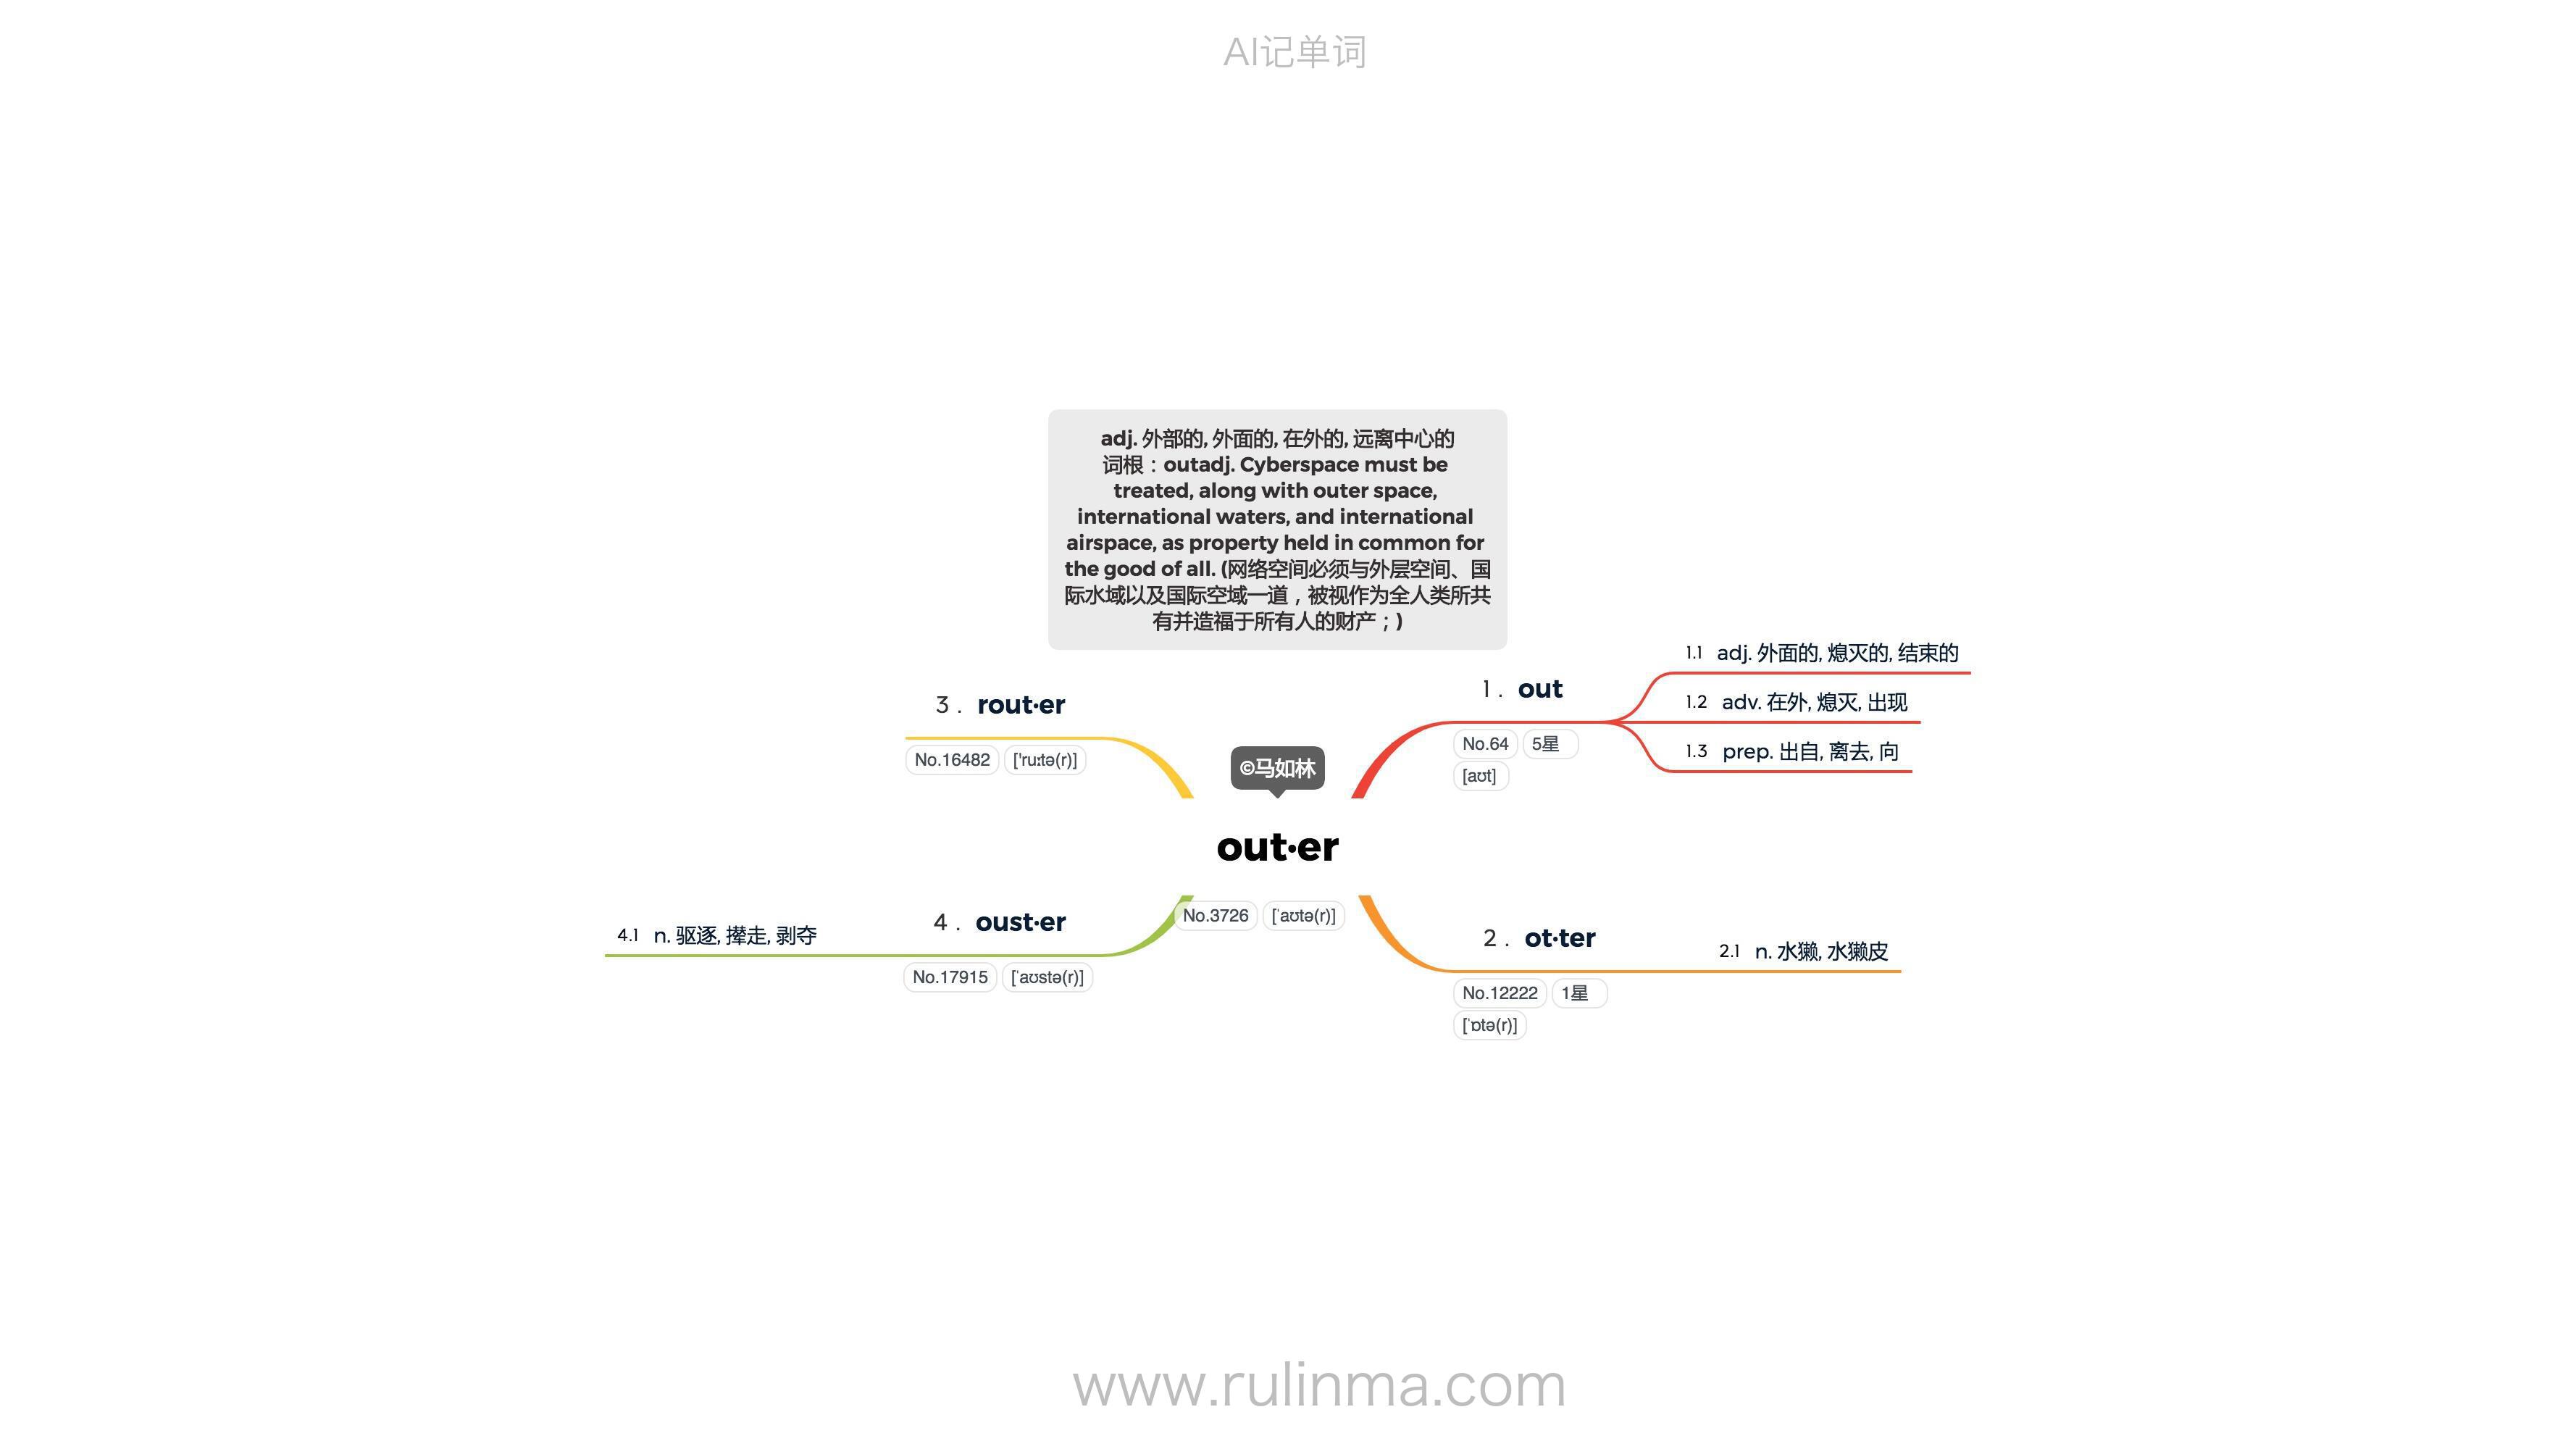 AI记单词
adj. 外部的, 外面的, 在外的, 远离中心的
词根：outadj. Cyberspace must be
treated, along with outer space,
international waters, and international
airspace, as property held in common for
the good of all. (网络空间必须与外层空间、国
际水域以及国际空域一道，被视作为全人类所共
有并造福于所有人的财产；)
©马如林
out·er
No.3726 [ˈaʊtə(r)]
1. out
No.64 5星
[aʊt]
1.1 adj. 外面的, 熄灭的, 结束的
1.2 adv. 在外, 熄灭, 出现
1.3 prep. 出自, 离去, 向
2. ot·ter
No.12222 1星
[ˈɒtə(r)]
2.1 n. 水獭, 水獭皮
3. rout·er
No.16482 ['ruːtə(r)]
4. oust·er
No.17915 [ˈaʊstə(r)]
4.1 n. 驱逐, 撵走, 剥夺
www.rulinma.com